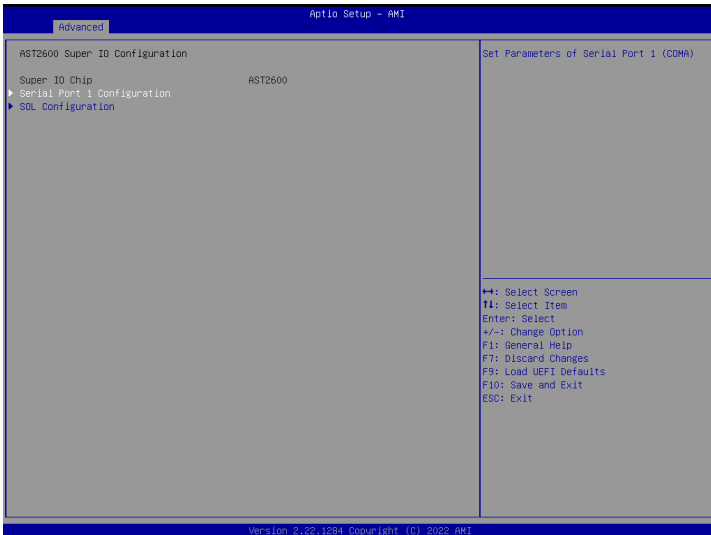 Aptio Setup – AMI
Advanced
AST2600 Super IO Configuration
Super IO Chip AST2600
Serial Port 1 Configuration
SOL Configuration
Set Parameters of Serial Port 1 (COMA)
↔: Select Screen
↑↓: Select Item
Enter: Select
+/-: Change Option
F1: General Help
F7: Discard Changes
F9: Load UEFI Defaults
F10: Save and Exit
ESC: Exit
Version 2.22.1284 Copyright (C) 2022 AMI